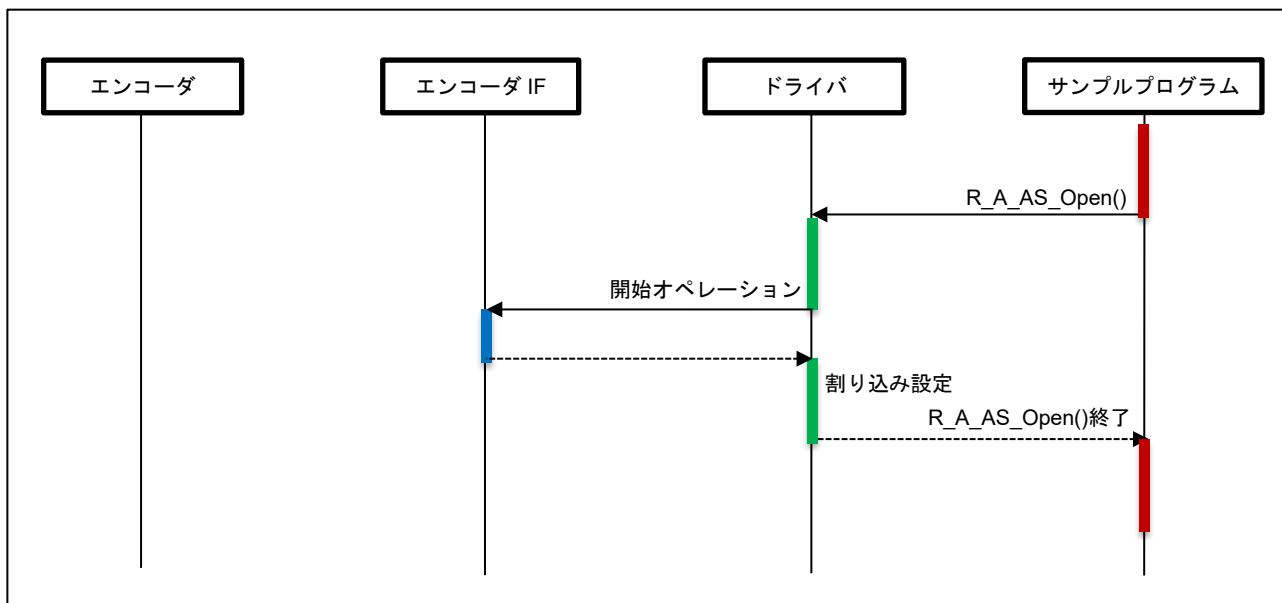 エンコーダ
エンコーダ IF
ドライバ
サンプルプログラム
R_A_AS_Open()
開始オペレーション
割り込み設定
R_A_AS_Open()終了